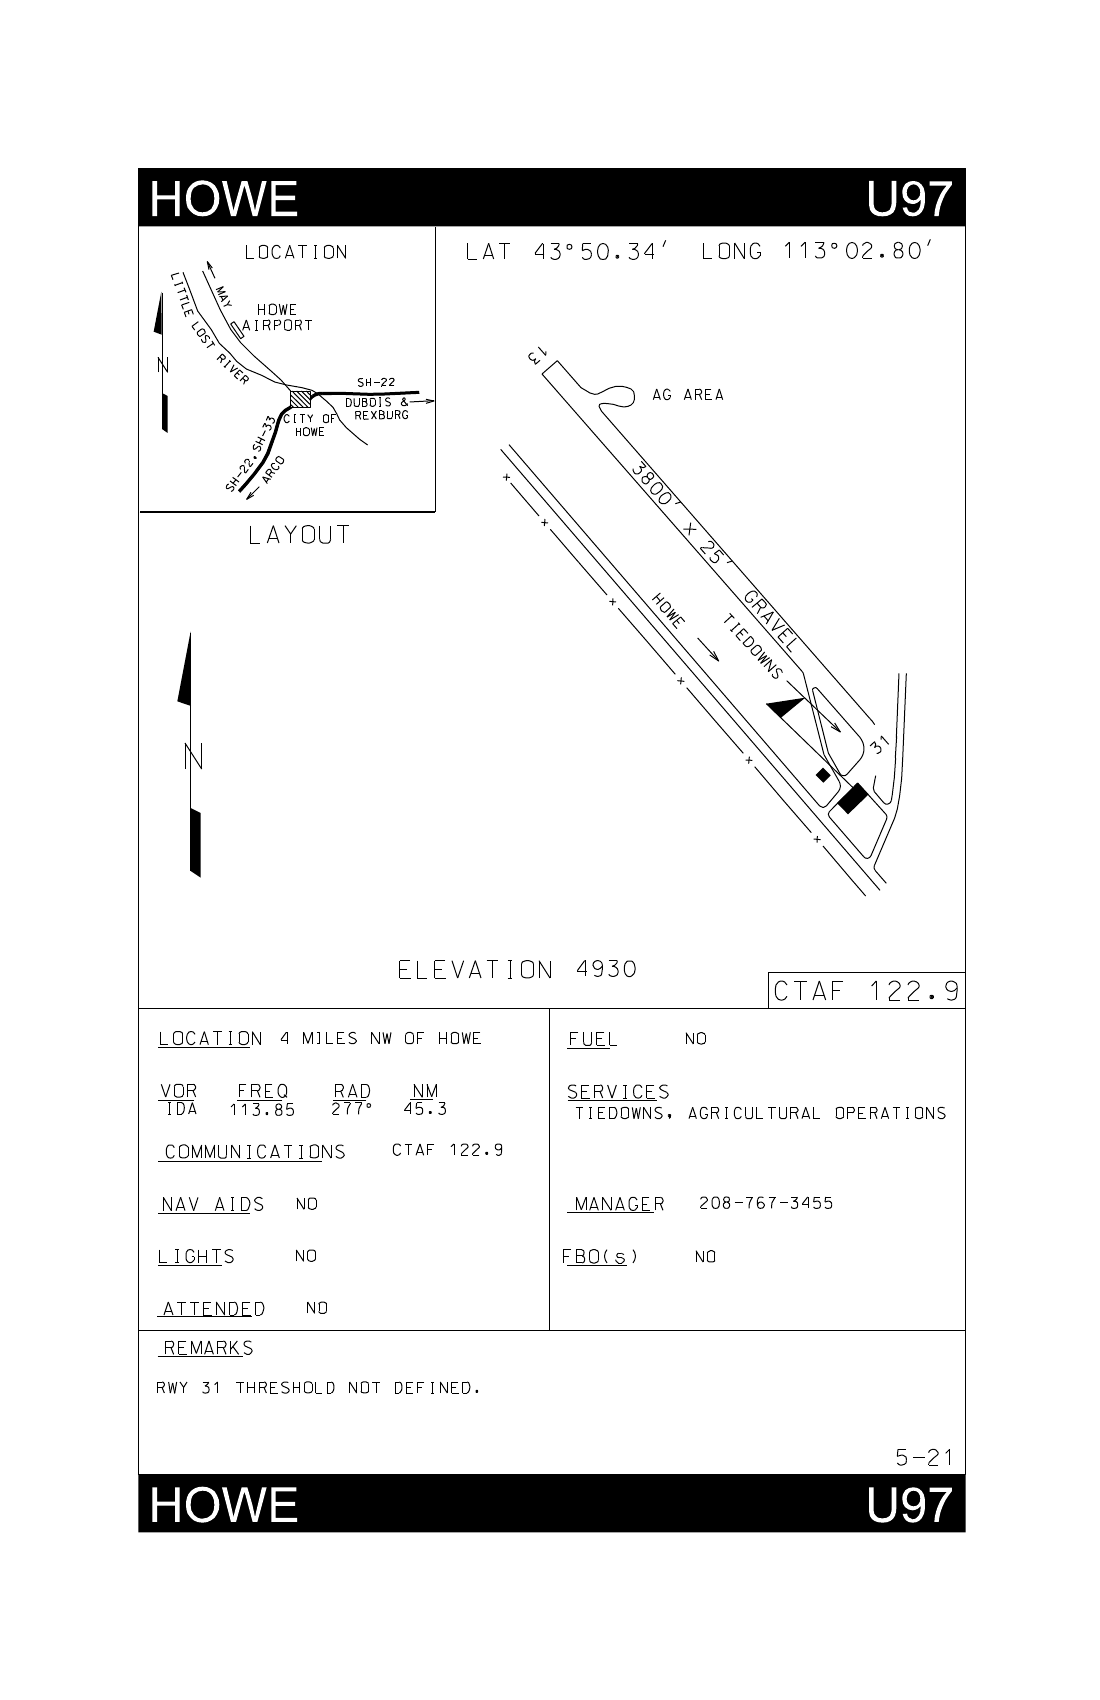 HOWE U97
LOCATION
MAY
LITTLE LOST RIVER
HOWE
AIRPORT
N
SH-22
DUBOIS &
REXBURG
CITY OF
HOWE
SH-22, SH-33
ARCO
LAT 43°50.34' LONG 113°02.80'
LAYOUT
N
13
AG AREA
3800' X 25' GRAVEL
HOWE
TIEDOWNS
31
ELEVATION 4930
CTAF 122.9
LOCATION 4 MILES NW OF HOWE
VOR FREQ RAD NM
IDA 113.85 277° 45.3
COMMUNICATIONS CTAF 122.9
NAV AIDS NO
LIGHTS NO
ATTENDED NO
FUEL NO
SERVICES
TIEDOWNS, AGRICULTURAL OPERATIONS
MANAGER 208-767-3455
FBO(s) NO
REMARKS
RWY 31 THRESHOLD NOT DEFINED.
5-21
HOWE U97